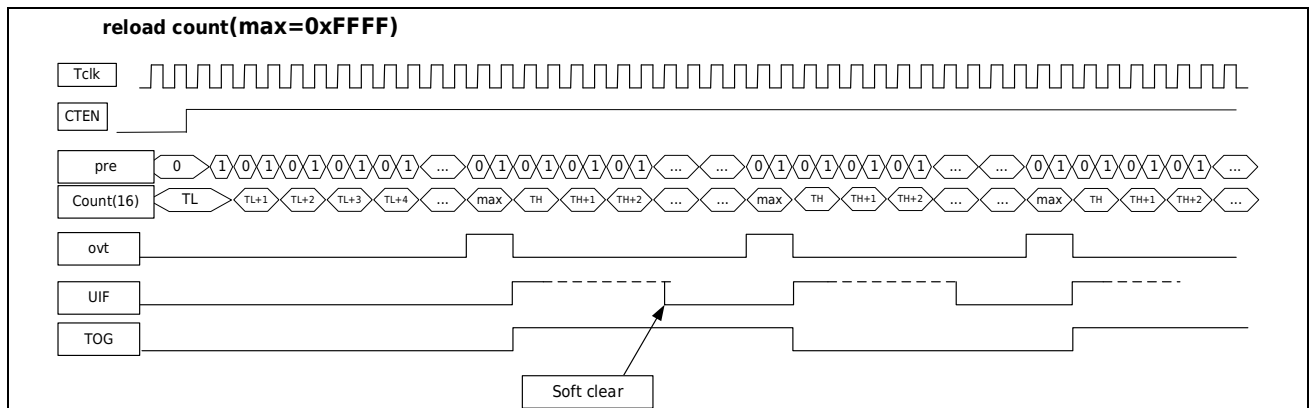 reload count(max=0xFFFF)
Tclk
CTEN
pre 0 1 0 1 0 1 0 1 0 1 ... 0 1 0 1 0 1 0 1 ... ... 0 1 0 1 0 1 0 1 ... ... 0 1 0 1 0 1 0 1 ...
Count(16) TL TL+1 TL+2 TL+3 TL+4 ... max TH TH+1 TH+2 ... ... max TH TH+1 TH+2 ... ... max TH TH+1 TH+2 ...
ovt
UIF
TOG
Soft clear